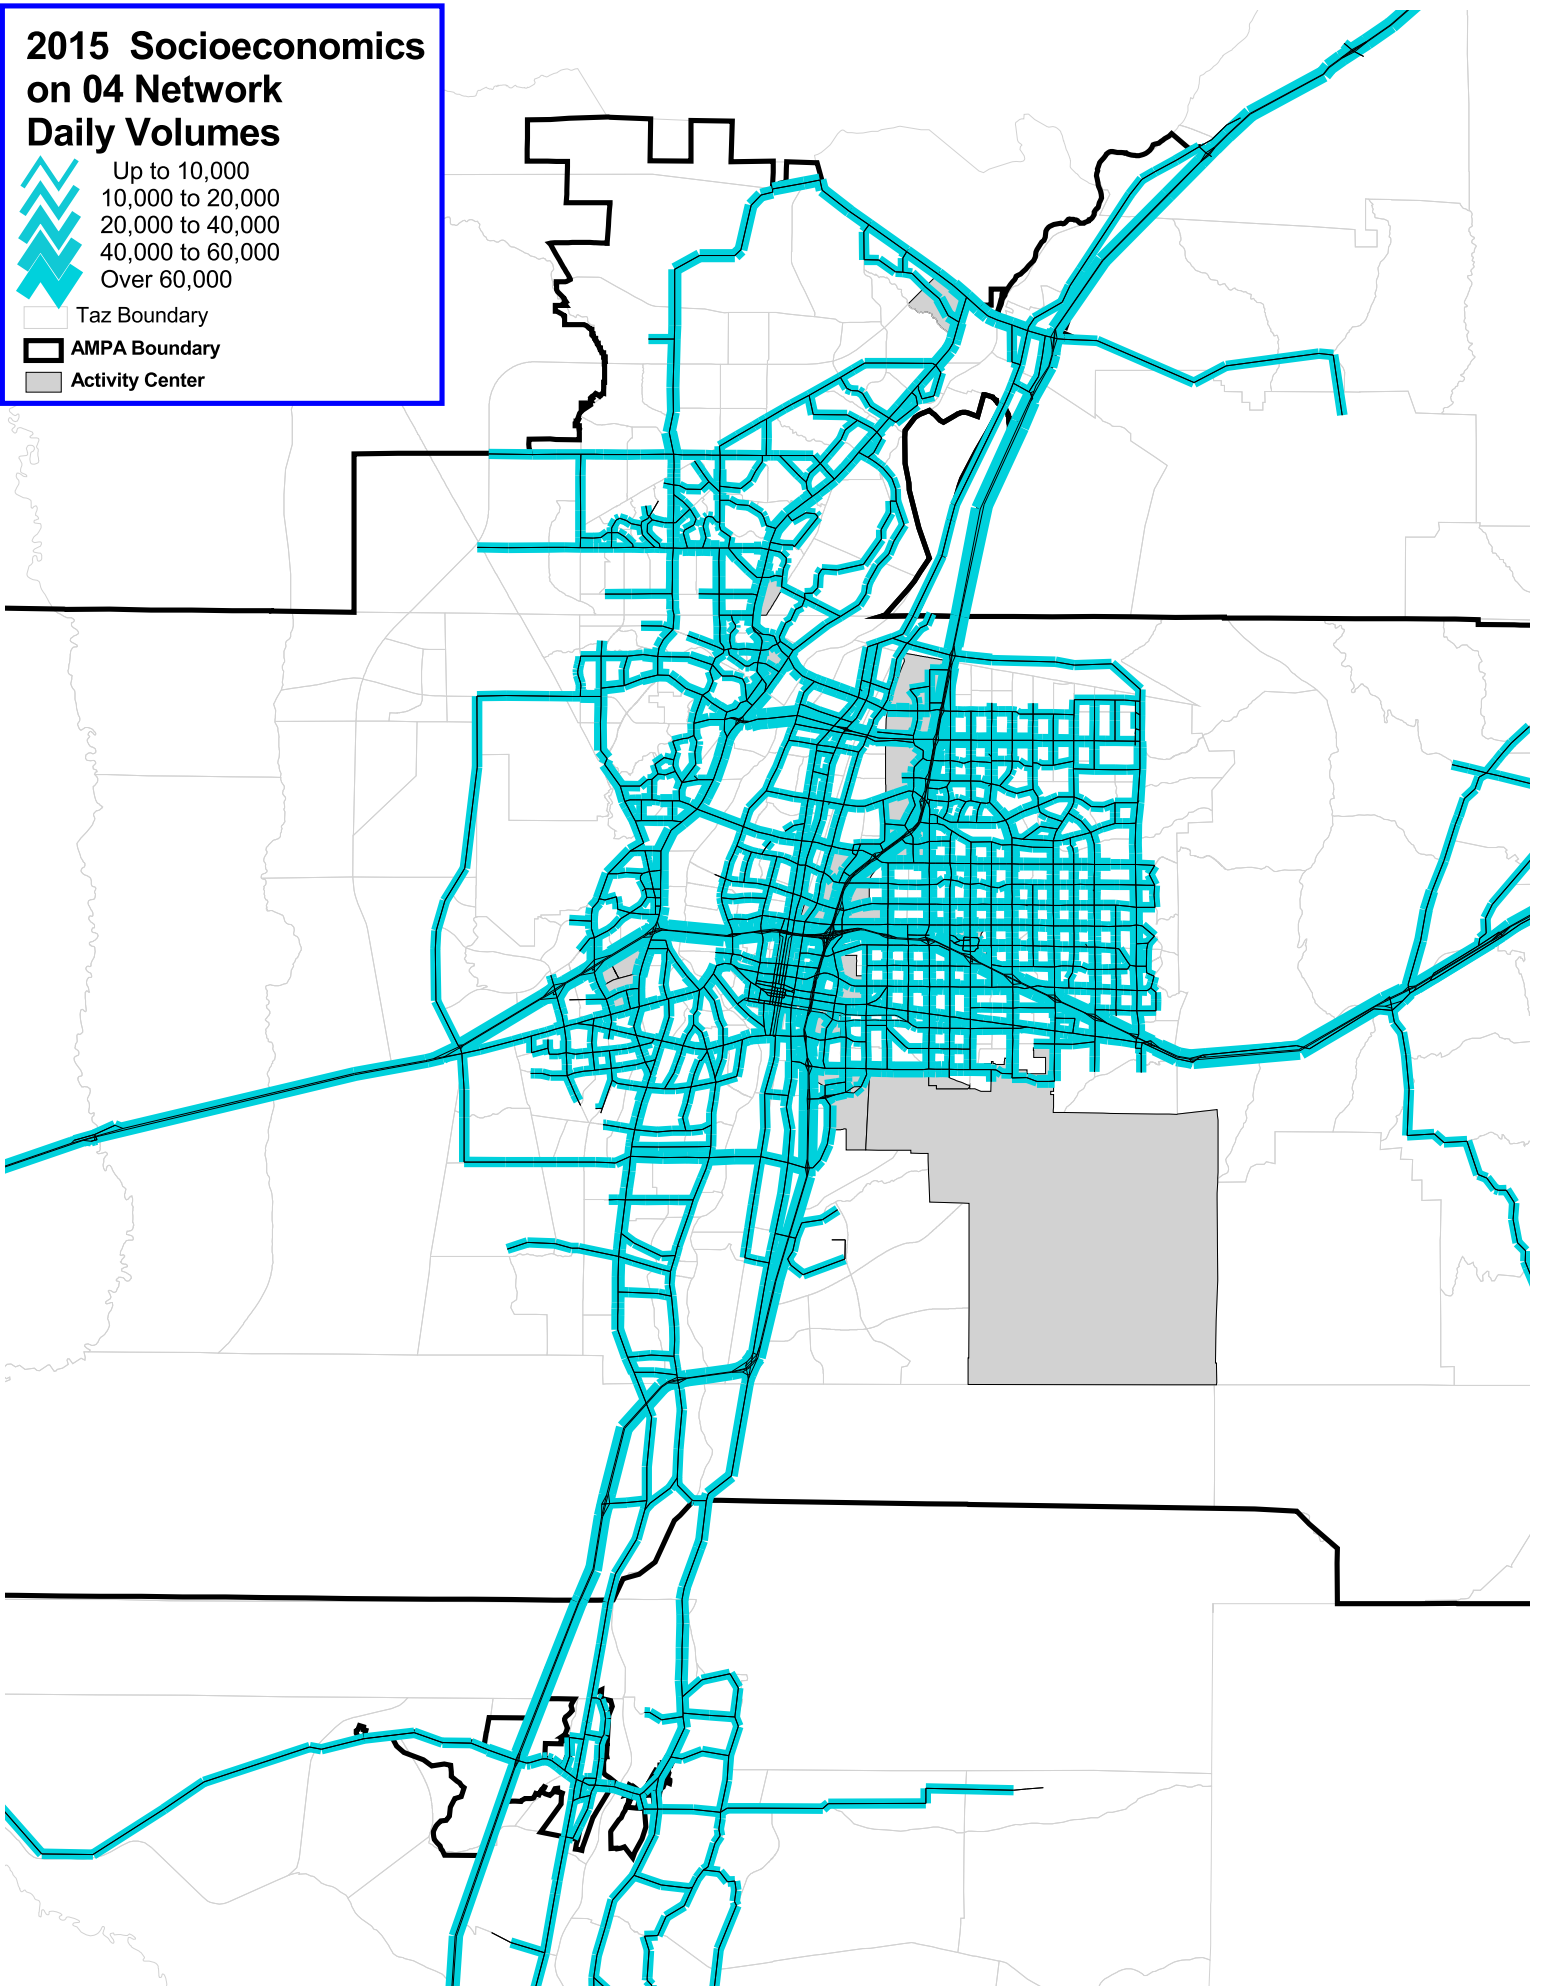 2015 Socioeconomics
on 04 Network
Daily Volumes
Up to 10,000
10,000 to 20,000
20,000 to 40,000
40,000 to 60,000
Over 60,000
Taz Boundary
AMPA Boundary
Activity Center